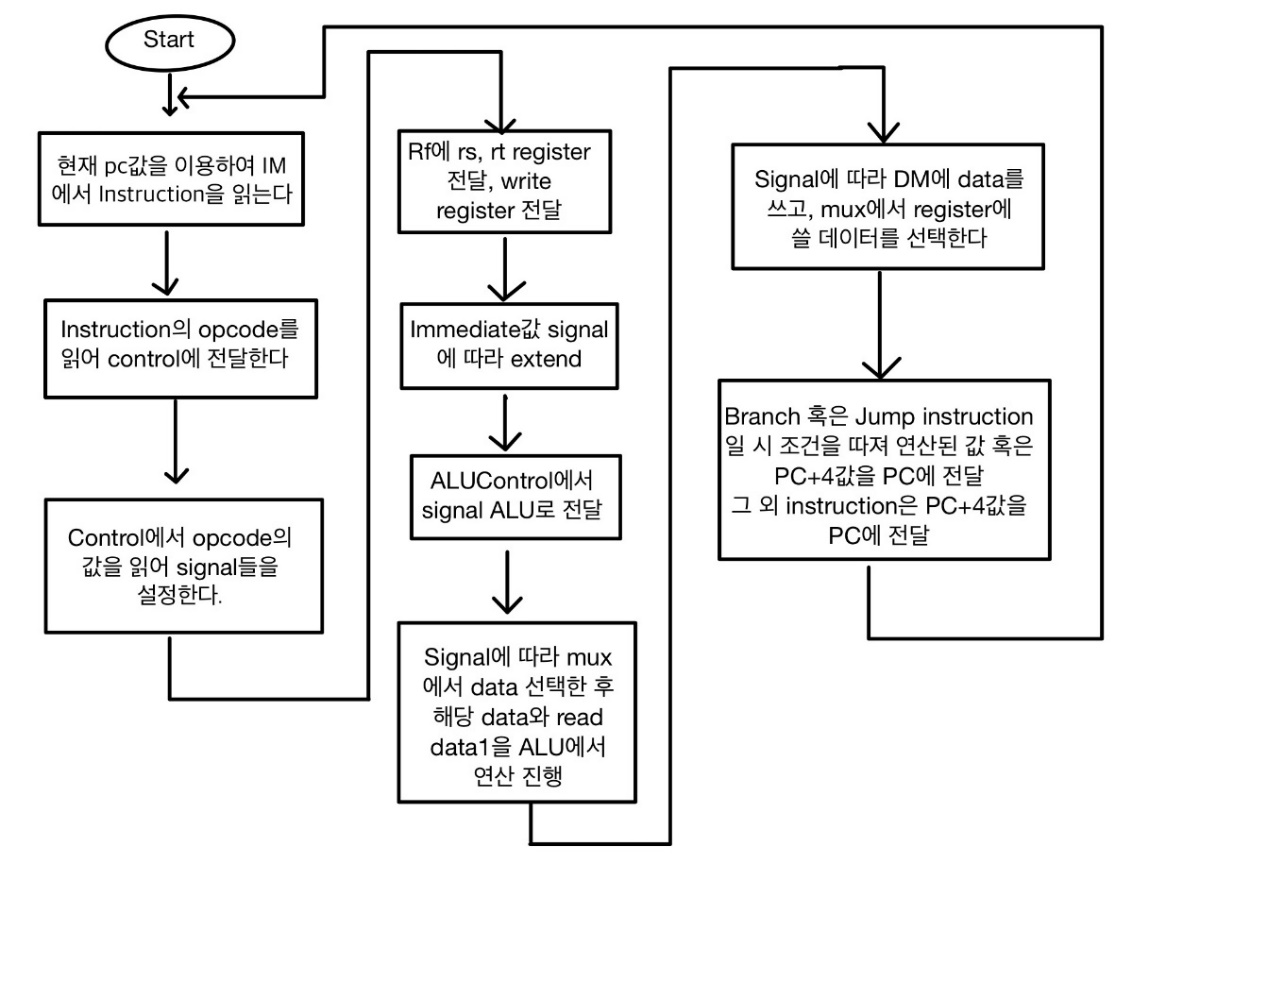 Start
현재 pc값을 이용하여 IM
에서 Instruction을 읽는다
Instruction의 opcode를
읽어 control에 전달한다
Control에서 opcode의
값을 읽어 signal들을
설정한다.
Rf에 rs, rt register
전달, write
register 전달
Immediate값 signal
에 따라 extend
ALUControl에서
signal ALU로 전달
Signal에 따라 mux
에서 data 선택한 후
해당 data와 read
data1을 ALU에서
연산 진행
Signal에 따라 DM에 data를
쓰고, mux에서 register에
쓸 데이터를 선택한다
Branch 혹은 Jump instruction
일 시 조건을 따져 연산된 값 혹은
PC+4값을 PC에 전달
그 외 instruction은 PC+4값을
PC에 전달